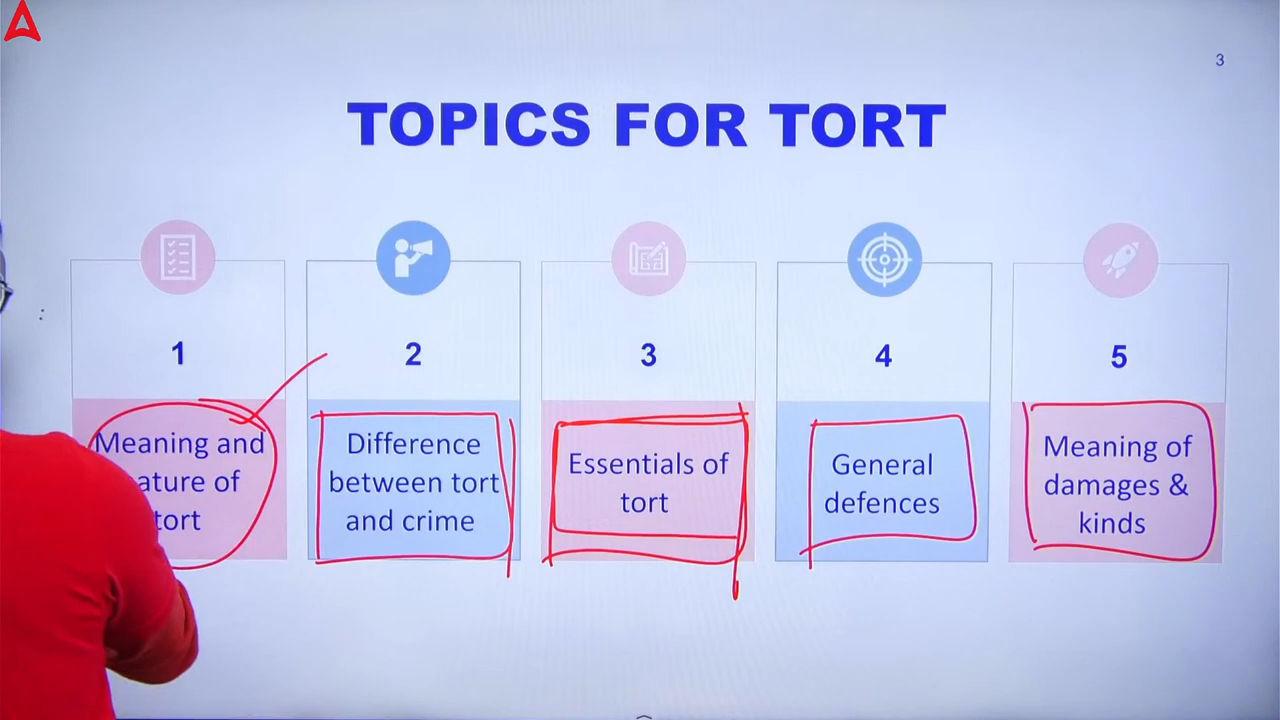 3
TOPICS FOR TORT
1
Meaning and
of
tort
2
Difference
between tort
and crime
3
Essentials of
tort
4
General
defences
5
Meaning of
damages &
kinds